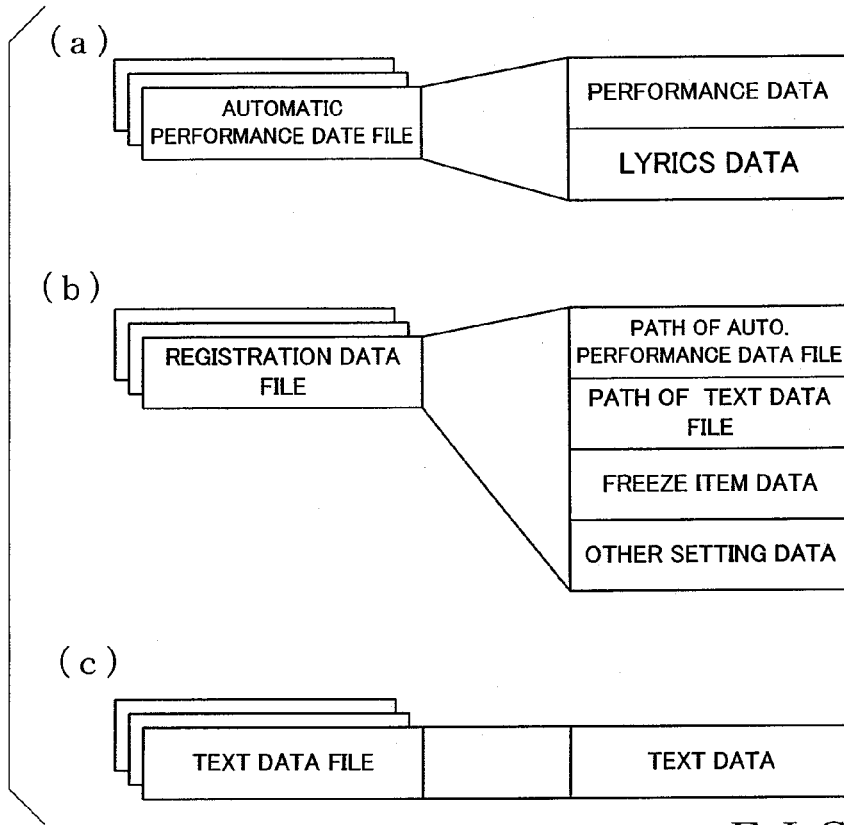 (a)
AUTOMATIC
PERFORMANCE DATE FILE
PERFORMANCE DATA
LYRICS DATA
(b)
REGISTRATION DATA
FILE
PATH OF AUTO.
PERFORMANCE DATA FILE
PATH OF TEXT DATA
FILE
FREEZE ITEM DATA
OTHER SETTING DATA
(c)
TEXT DATA FILE
TEXT DATA